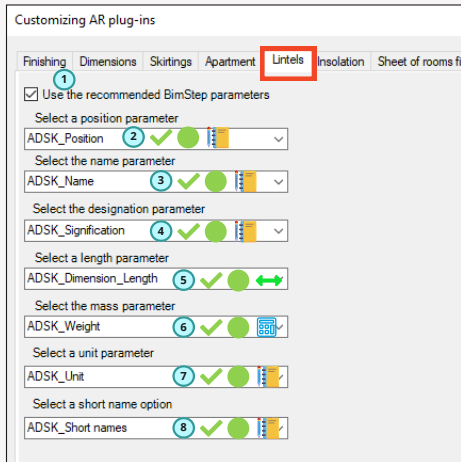 Customizing AR plug-ins
Finishing Dimensions Skirtings Apartment Lintels Insolation Sheet of rooms fi
1
Use the recommended BimStep parameters
Select a position parameter
ADSK_Position 2
Select the name parameter
ADSK_Name 3
Select the designation parameter
ADSK_Signification 4
Select a length parameter
ADSK_Dimension_Length 5
Select the mass parameter
ADSK_Weight 6
Select a unit parameter
ADSK_Unit 7
Select a short name option
ADSK_Short names 8